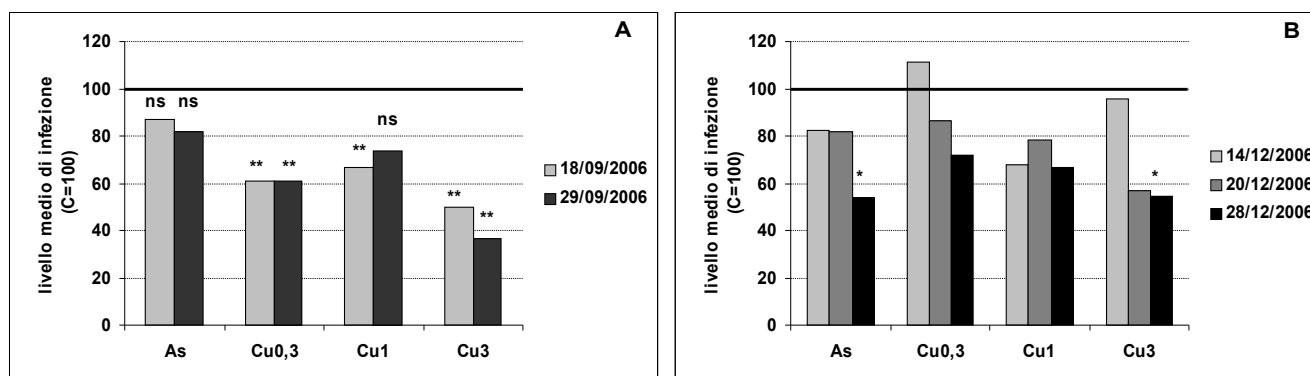 A
livello medio di infezione
(C=100)
120
100
80
60
40
20
0
ns ns
** **
** ns
** **
As Cu0,3 Cu1 Cu3
18/09/2006
29/09/2006
B
livello medio di infezione
(C=100)
120
100
80
60
40
20
0
* *
As Cu0,3 Cu1 Cu3
14/12/2006
20/12/2006
28/12/2006